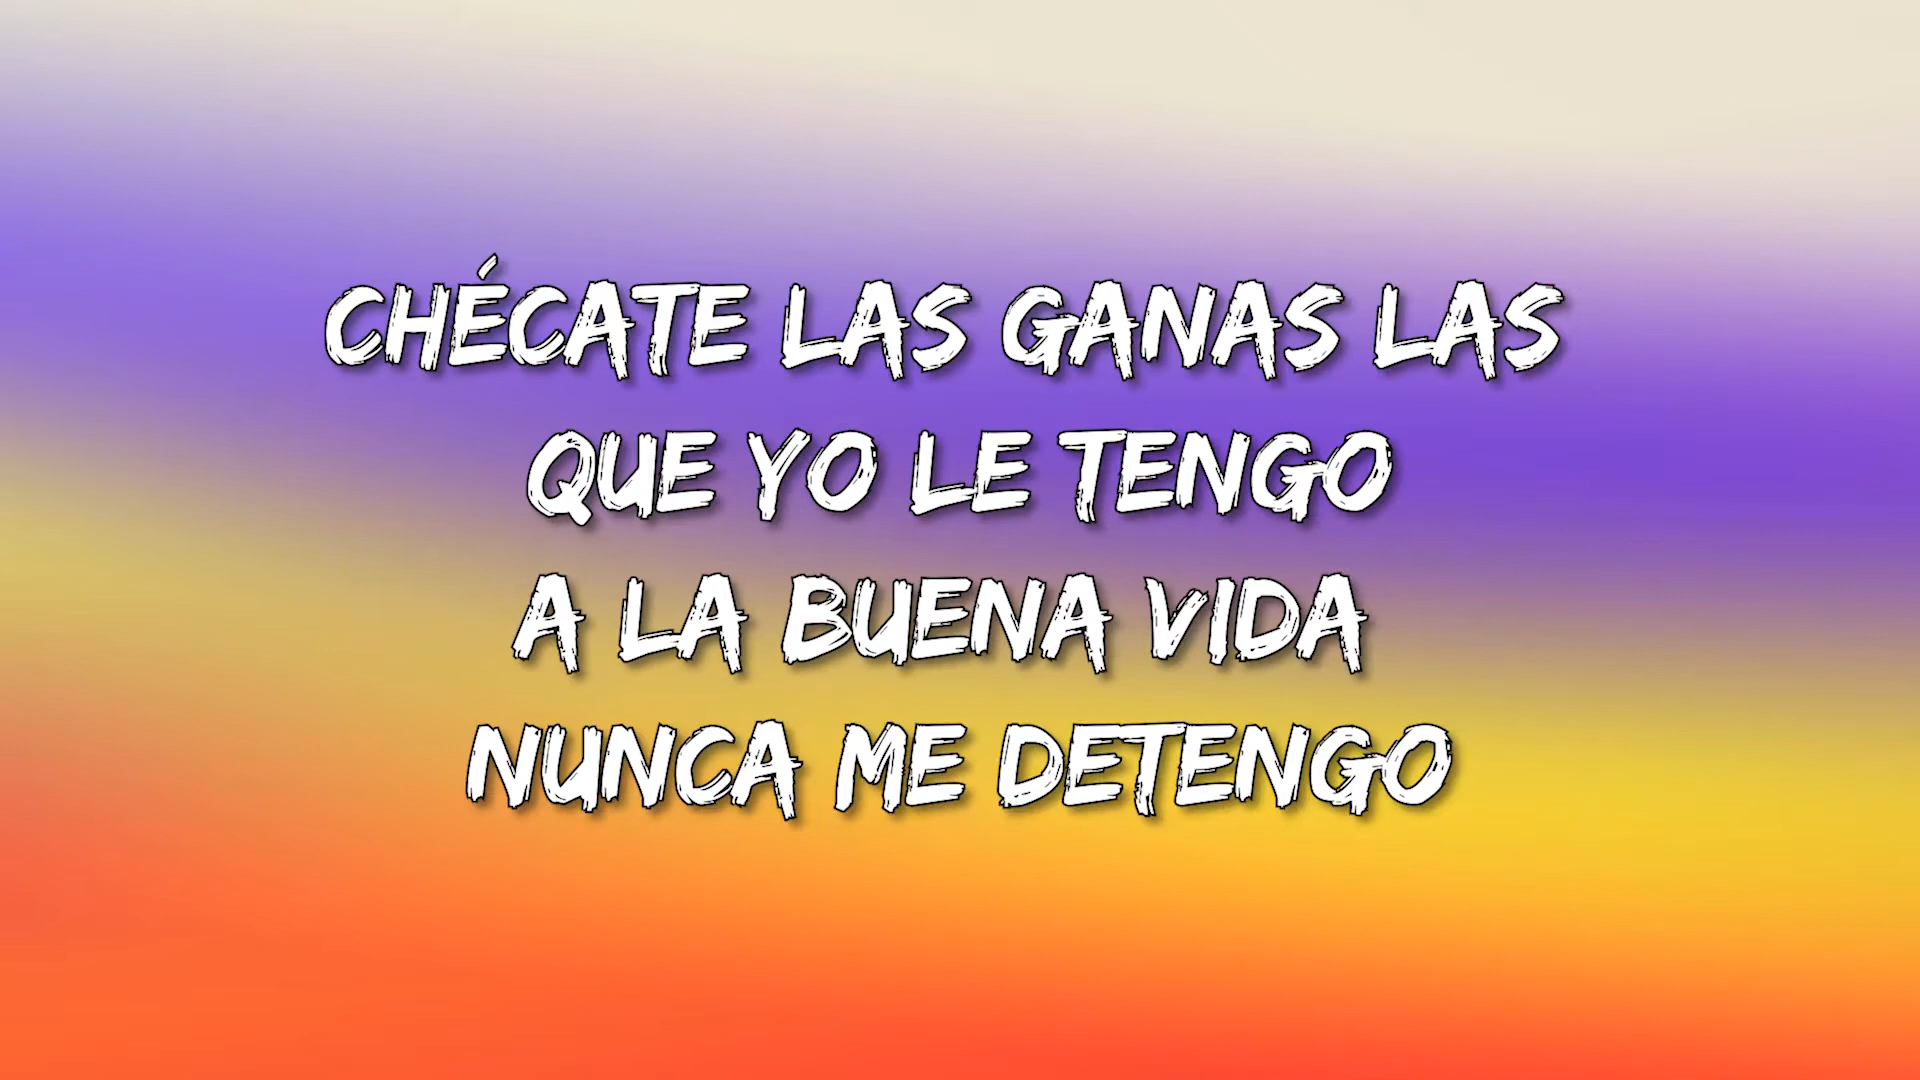 CHÉCATE LAS GANAS LAS
QUE YO LE TENGO
A LA BUENA VIDA
NUNCA ME DETENGO